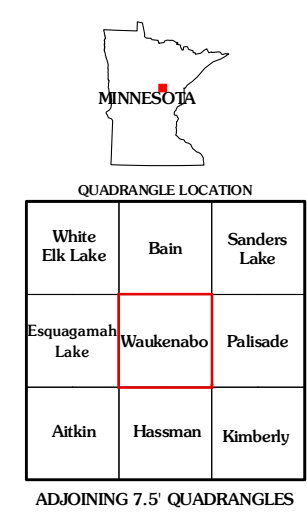 MINNESOTA
QUADRANGLE LOCATION
White
Elk Lake
Bain
Sanders
Lake
Esquagamah
Lake
Waukenabo
Palisade
Aitkin
Hassman
Kimberly
ADJOINING 7.5' QUADRANGLES